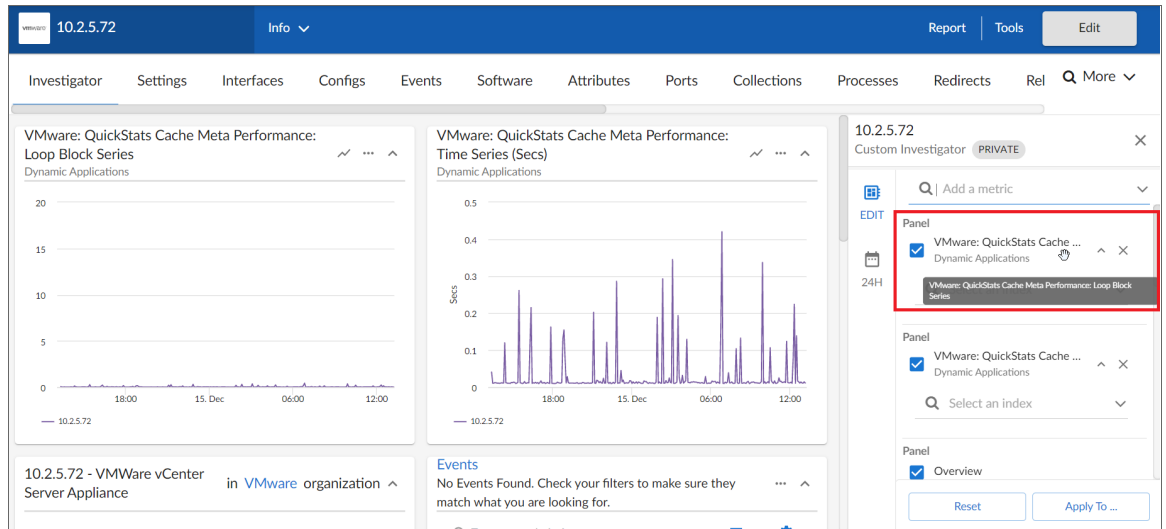 vmware
10.2.5.72
Info
Report
Tools
Edit
Investigator
Settings
Interfaces
Configs
Events
Software
Attributes
Ports
Collections
Processes
Redirects
Rel
More
VMware: QuickStats Cache Meta Performance:
Loop Block Series
Dynamic Applications
20
15
10
5
0
18:00
15. Dec
06:00
12:00
10.2.5.72
VMware: QuickStats Cache Meta Performance:
Time Series (Secs)
Dynamic Applications
0.5
0.4
0.3
0.2
0.1
0
Secs
18:00
15. Dec
06:00
12:00
10.2.5.72
10.2.5.72 - VMWare vCenter
Server Appliance
in VMware organization
Events
No Events Found. Check your filters to make sure they
match what you are looking for.
10.2.5.72
Custom Investigator PRIVATE
EDIT
24H
Add a metric
Panel
VMware: QuickStats Cache ...
Dynamic Applications
VMware: QuickStats Cache Meta Performance: Loop Block
Series
Panel
VMware: QuickStats Cache ...
Dynamic Applications
Select an index
Panel
Overview
Reset
Apply To ...